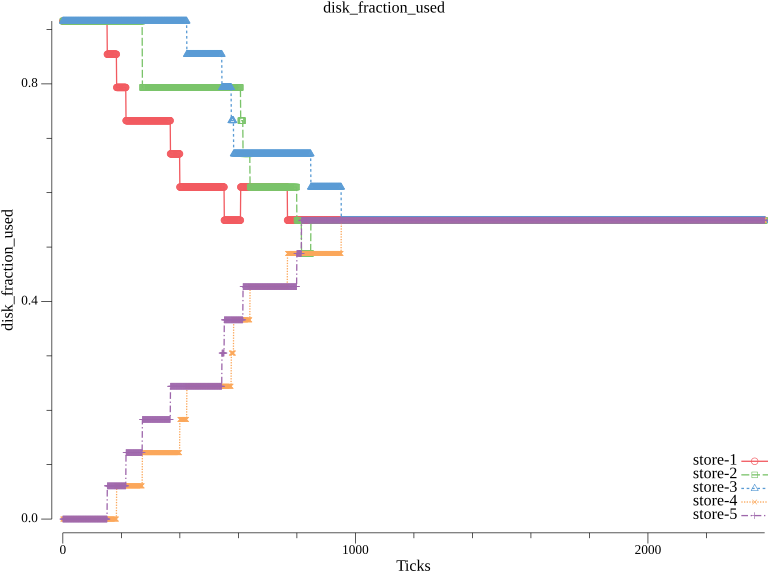 disk_fraction_used
disk_fraction_used
0.8
0.4
0.0
store-1
store-2
store-3
store-4
store-5
0
1000
2000
Ticks